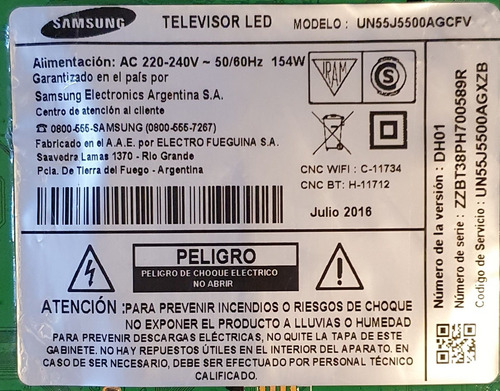 SAMSUNG TELEVISOR LED MODELO : UN55J5500AGCFV
Alimentación: AC 220-240V ~ 50/60Hz 154W
Garantizado en el país por
Samsung Electronics Argentina S.A.
Centro de atención al cliente
☎ 0800-555-SAMSUNG (0800-555-7267)
Fabricado en el A.A.E. por ELECTRO FUEGUINA S.A.
Saavedra Lamas 1370 - Rio Grande
Pcia. De Tierra del Fuego - Argentina
IRAM
S
CNC WIFI : C-11734
CNC BT: H-11712
Julio 2016
PELIGRO
PELIGRO DE CHOQUE ELECTRICO
NO ABRIR
ATENCIÓN :PARA PREVENIR INCENDIOS O RIESGOS DE CHOQUE
NO EXPONER EL PRODUCTO A LLUVIAS O HUMEDAD
PARA PREVENIR DESCARGAS ELÉCTRICAS, NO QUITE LA TAPA DE ESTE
GABINETE. NO HAY REPUESTOS ÚTILES EN EL INTERIOR DEL APARATO. EN
CASO DE SER NECESARIO, DEBE SER EFECTUADO POR PERSONAL TÉCNICO
CALIFICADO.
Número de la versión : DH01
Número de serie : ZZBT38PH700589R
Codigo de Servicio : UN55J5500AGXZB